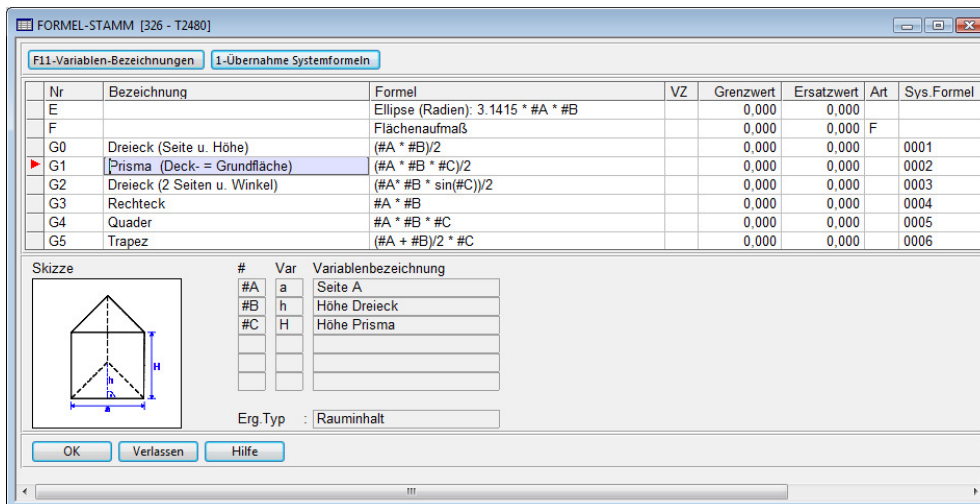 FORMEL-STAMM [326 - T2480]
F11-Variablen-Bezeichnungen 1-Übernahme Systemformeln
Nr Bezeichnung Formel VZ Grenzwert Ersatzwert Art Sys.Formel
E Ellipse (Radien): 3.1415 * #A * #B 0,000 0,000
F Flächenaufmaß 0,000 0,000 F
G0 Dreieck (Seite u. Höhe) (#A * #B)/2 0,000 0,000 0001
G1 Prisma (Deck- = Grundfläche) (#A * #B * #C)/2 0,000 0,000 0002
G2 Dreieck (2 Seiten u. Winkel) (#A* #B * sin(#C))/2 0,000 0,000 0003
G3 Rechteck #A * #B 0,000 0,000 0004
G4 Quader #A * #B * #C 0,000 0,000 0005
G5 Trapez (#A + #B)/2 * #C 0,000 0,000 0006
Skizze # Var Variablenbezeichnung
#A a Seite A
#B h Höhe Dreieck
#C H Höhe Prisma
H
h
a
Erg.Typ : Rauminhalt
OK Verlassen Hilfe